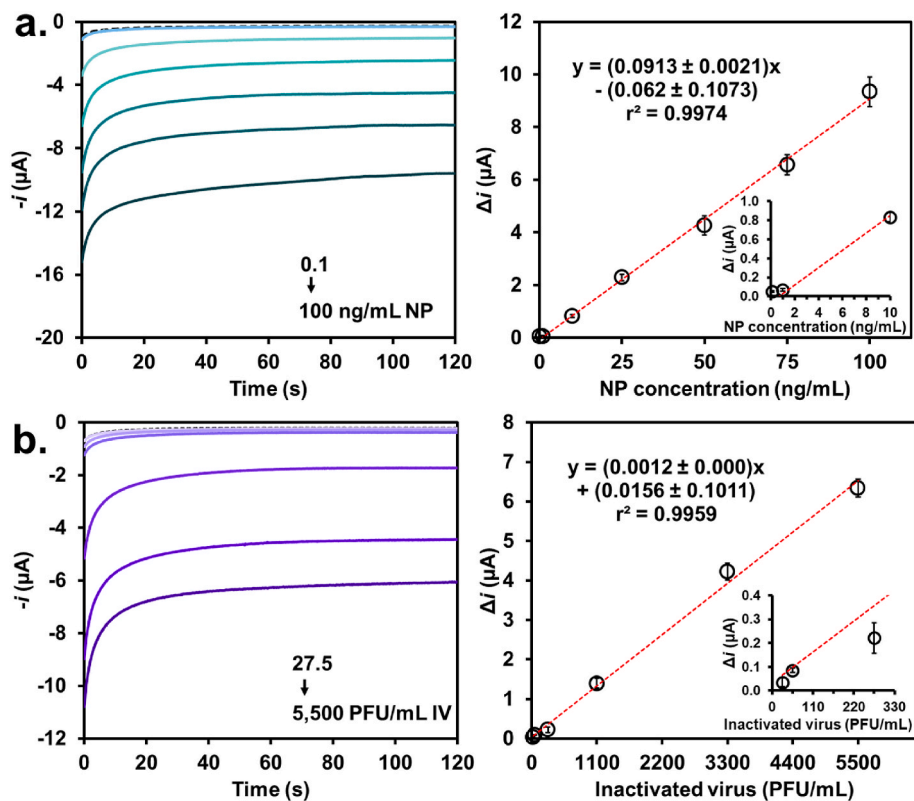 a.
0
-4
-8
-12
-16
-20
-i (µA)
0.1
100 ng/mL NP
0 20 40 60 80 100 120
Time (s)
12
10
8
6
4
2
0
Δi (µA)
y = (0.0913 ± 0.0021)x
- (0.062 ± 0.1073)
r² = 0.9974
1.0
0.8
0.6
0.4
0.2
0.0
Δi (µA)
0 2 4 6 8 10
NP concentration (ng/mL)
0 25 50 75 100
NP concentration (ng/mL)
b.
0
-2
-4
-6
-8
-10
-12
-i (µA)
27.5
5,500 PFU/mL IV
0 20 40 60 80 100 120
Time (s)
8
7
6
5
4
3
2
1
0
Δi (µA)
y = (0.0012 ± 0.000)x
+ (0.0156 ± 0.1011)
r² = 0.9959
0.4
0.3
0.2
0.1
0.0
Δi (µA)
0 110 220 330
Inactivated virus (PFU/mL)
0 1100 2200 3300 4400 5500
Inactivated virus (PFU/mL)